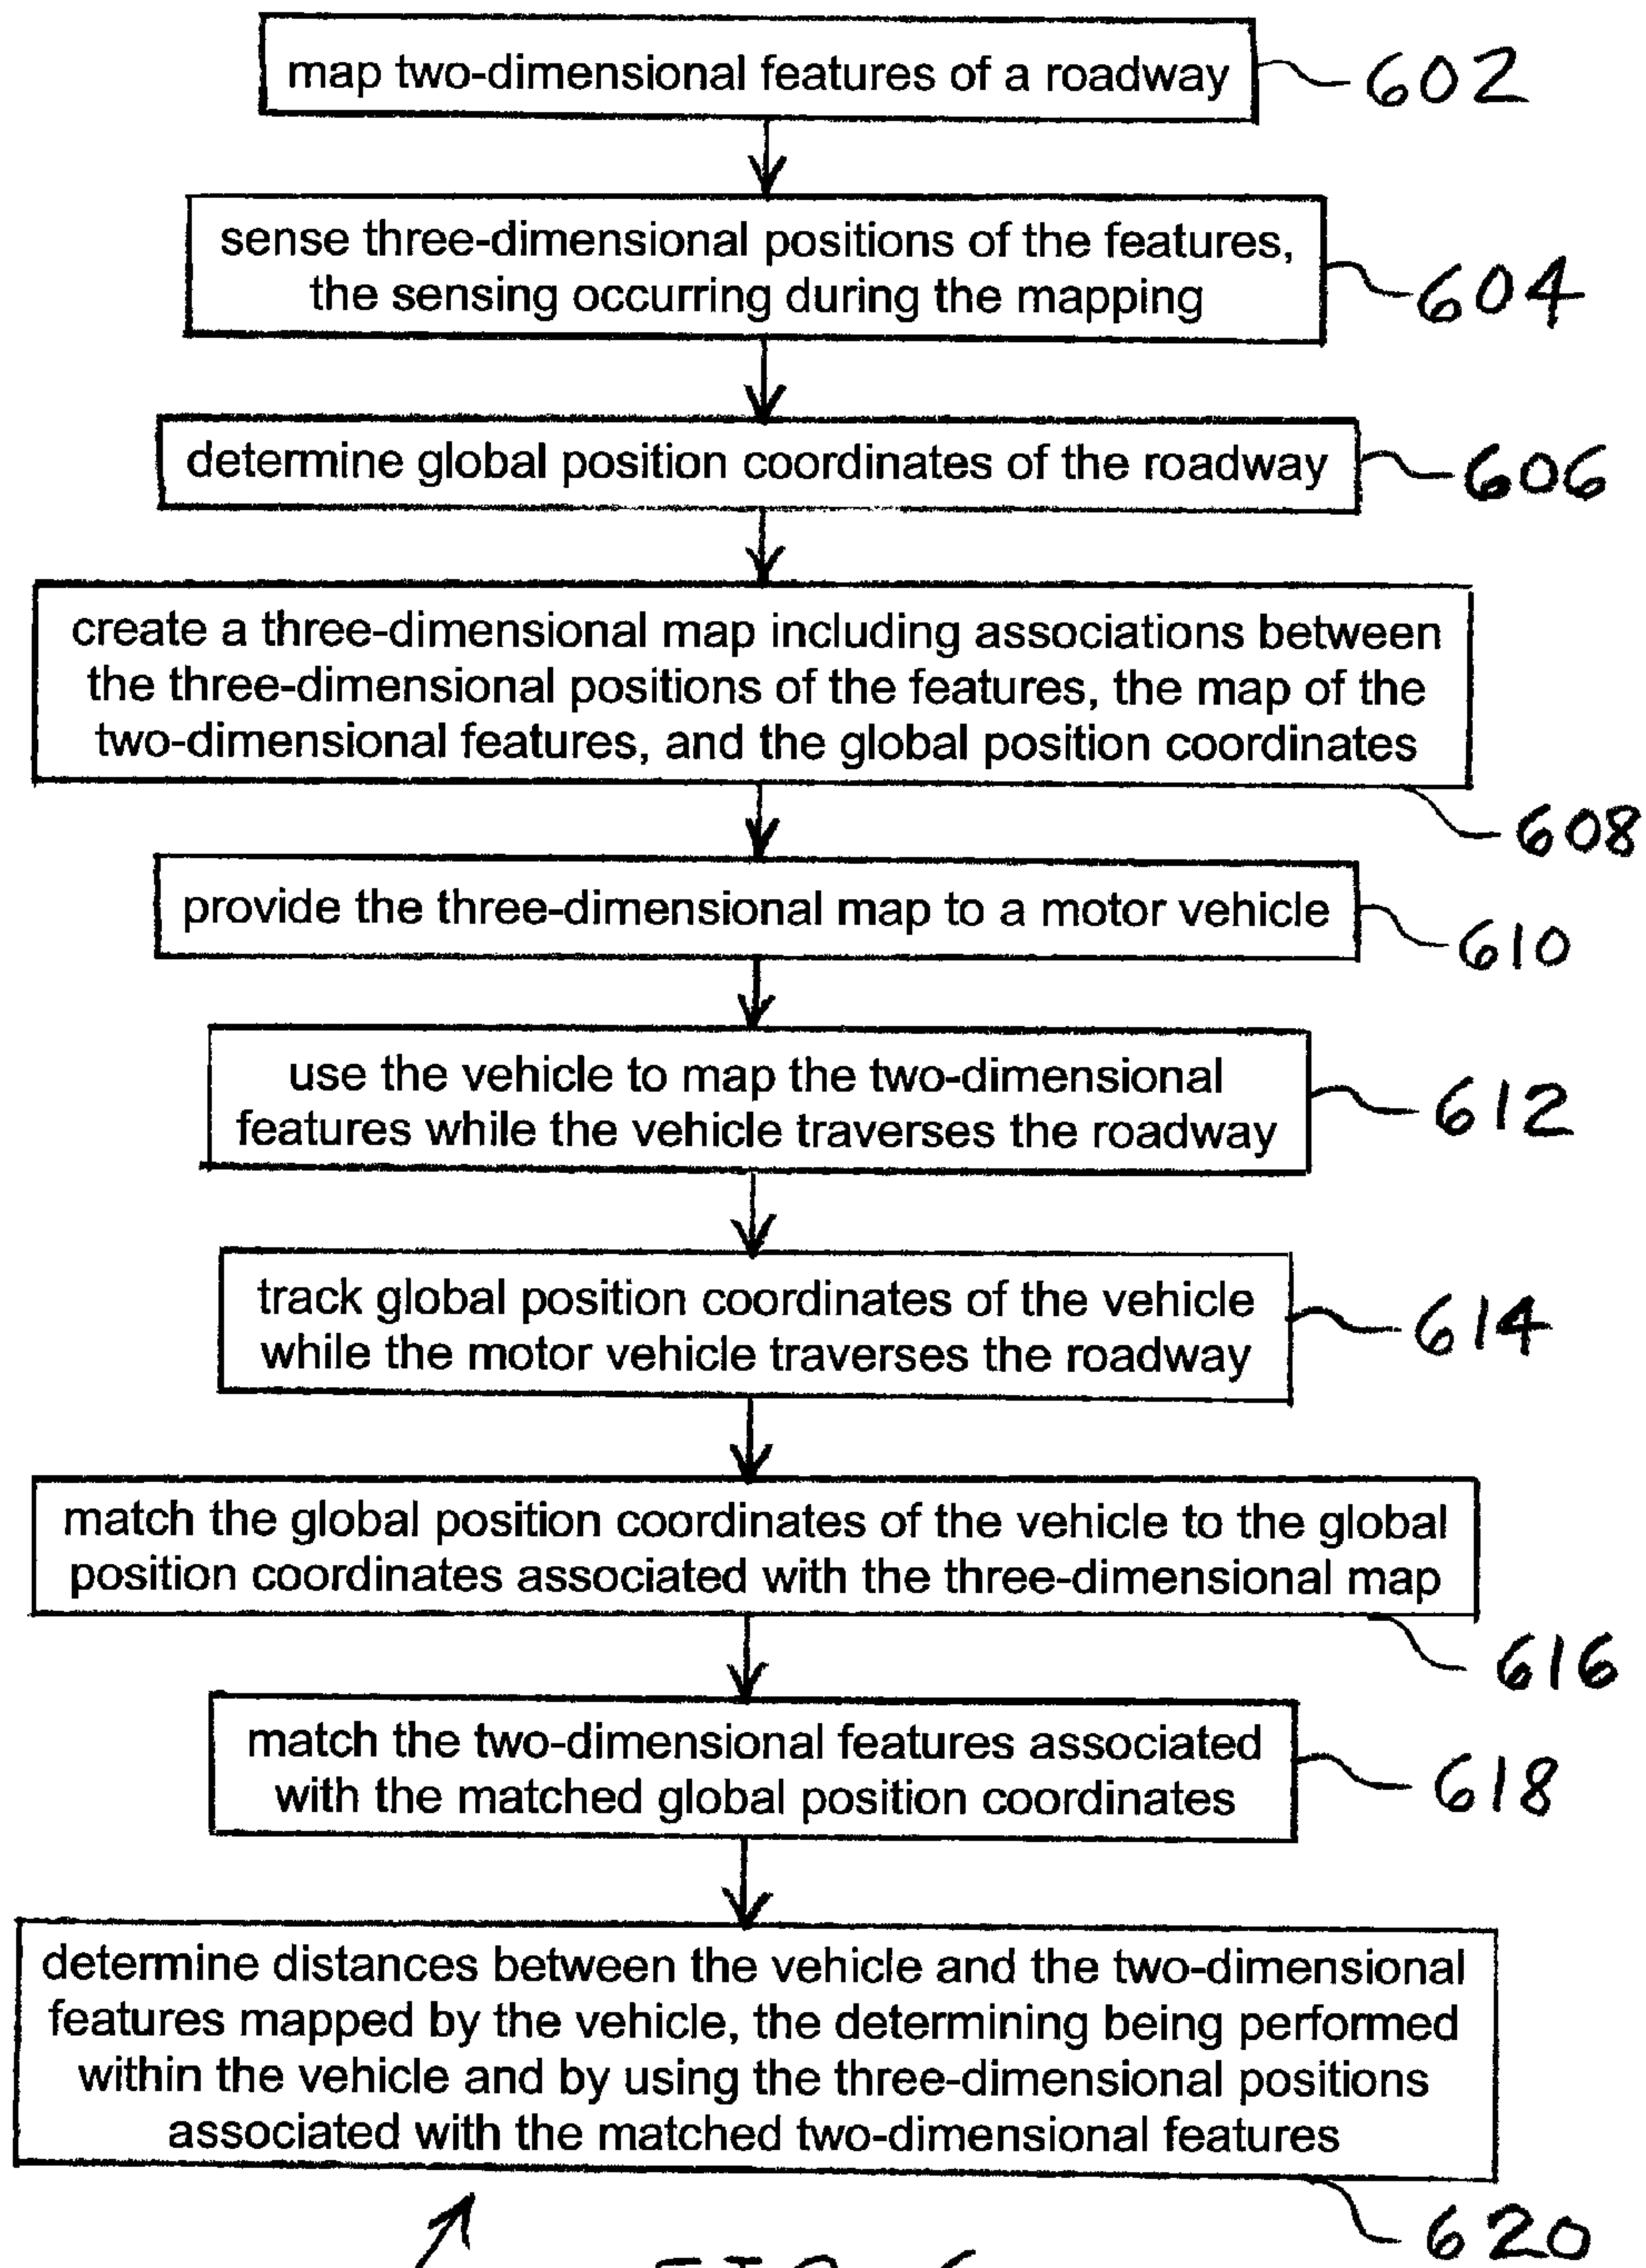 map two-dimensional features of a roadway
602
sense three-dimensional positions of the features,
the sensing occurring during the mapping
604
determine global position coordinates of the roadway
606
create a three-dimensional map including associations between
the three-dimensional positions of the features, the map of the
two-dimensional features, and the global position coordinates
608
provide the three-dimensional map to a motor vehicle
610
use the vehicle to map the two-dimensional
features while the vehicle traverses the roadway
612
track global position coordinates of the vehicle
while the motor vehicle traverses the roadway
614
match the global position coordinates of the vehicle to the global
position coordinates associated with the three-dimensional map
616
match the two-dimensional features associated
with the matched global position coordinates
618
determine distances between the vehicle and the two-dimensional
features mapped by the vehicle, the determining being performed
within the vehicle and by using the three-dimensional positions
associated with the matched two-dimensional features
620